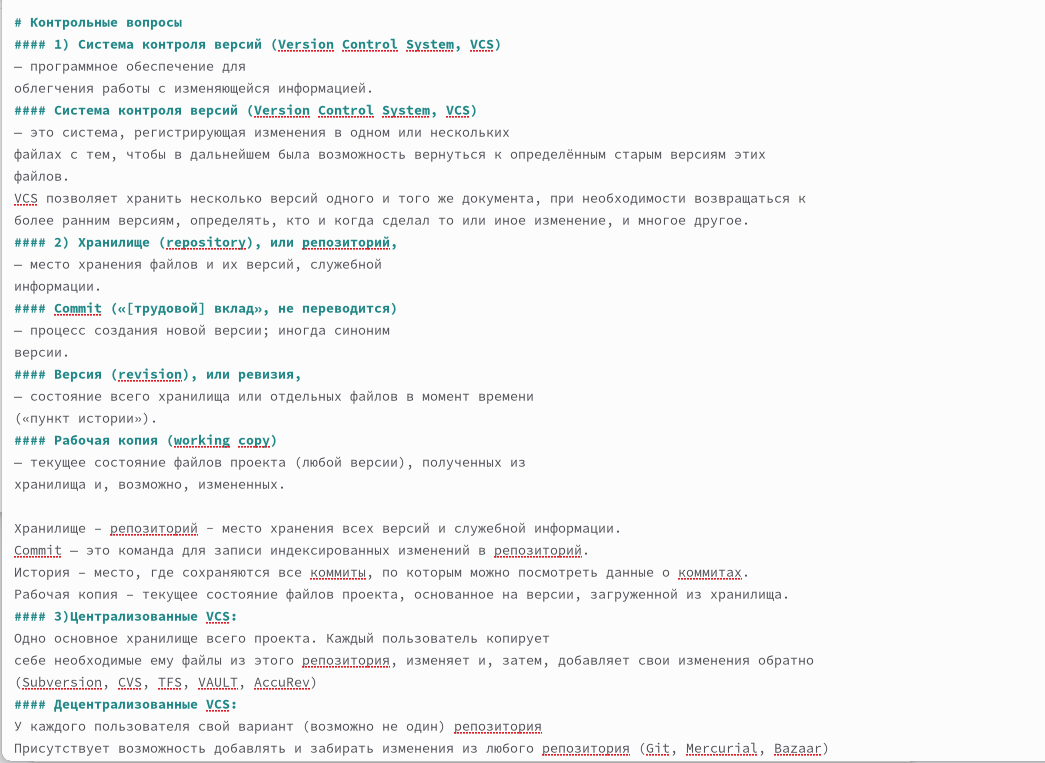 # Контрольные вопросы
#### 1) Система контроля версий (Version Control System, VCS)
— программное обеспечение для
облегчения работы с изменяющейся информацией.
#### Система контроля версий (Version Control System, VCS)
— это система, регистрирующая изменения в одном или нескольких
файлах с тем, чтобы в дальнейшем была возможность вернуться к определённым старым версиям этих
файлов.
VCS позволяет хранить несколько версий одного и того же документа, при необходимости возвращаться к
более ранним версиям, определять, кто и когда сделал то или иное изменение, и многое другое.
#### 2) Хранилище (repository), или репозиторий,
— место хранения файлов и их версий, служебной
информации.
#### Commit («[трудовой] вклад», не переводится)
— процесс создания новой версии; иногда синоним
версии.
#### Версия (revision), или ревизия,
— состояние всего хранилища или отдельных файлов в момент времени
(«пункт истории»).
#### Рабочая копия (working copy)
— текущее состояние файлов проекта (любой версии), полученных из
хранилища и, возможно, измененных.
Хранилище – репозиторий - место хранения всех версий и служебной информации.
Commit — это команда для записи индексированных изменений в репозиторий.
История – место, где сохраняются все коммиты, по которым можно посмотреть данные о коммитах.
Рабочая копия – текущее состояние файлов проекта, основанное на версии, загруженной из хранилища.
#### 3)Централизованные VCS:
Одно основное хранилище всего проекта. Каждый пользователь копирует
себе необходимые ему файлы из этого репозитория, изменяет и, затем, добавляет свои изменения обратно
(Subversion, CVS, TFS, VAULT, AccuRev)
#### Децентрализованные VCS:
У каждого пользователя свой вариант (возможно не один) репозитория
Присутствует возможность добавлять и забирать изменения из любого репозитория (Git, Mercurial, Bazaar)